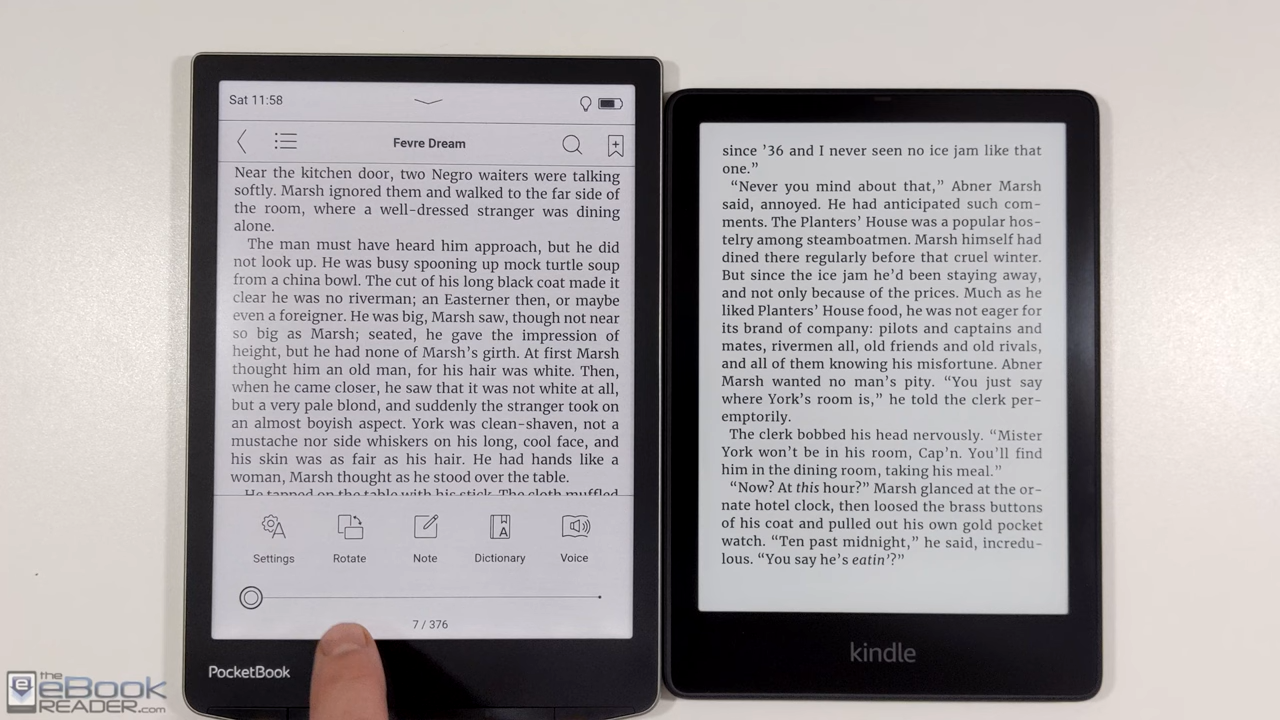 Sat 11:58
Fevre Dream
Near the kitchen door, two Negro waiters were talking
softly. Marsh ignored them and walked to the far side of
the room, where a well-dressed stranger was dining
alone.
The man must have heard him approach, but he did
not look up. He was busy spooning up mock turtle soup
from a china bowl. The cut of his long black coat made it
clear he was no riverman; an Easterner then, or maybe
even a foreigner. He was big, Marsh saw, though not near
so big as Marsh; seated, he gave the impression of
height, but he had none of Marsh's girth. At first Marsh
thought him an old man, for his hair was white. Then,
when he came closer, he saw that it was not white at all,
but a very pale blond, and suddenly the stranger took on
an almost boyish aspect. York was clean-shaven, not a
mustache nor side whiskers on his long, cool face, and
his skin was as fair as his hair. He had hands like a
woman, Marsh thought as he stood over the table.
He tapped on the table with his stick. The cloth muffled
Settings
Rotate
Note
Dictionary
Voice
7 / 376
PocketBook
since '36 and I never seen no ice jam like that
one."
"Never you mind about that," Abner Marsh
said, annoyed. He had anticipated such com-
ments. The Planters' House was a popular hos-
telry among steamboatmen. Marsh himself had
dined there regularly before that cruel winter.
But since the ice jam he'd been staying away,
and not only because of the prices. Much as he
liked Planters' House food, he was not eager for
its brand of company: pilots and captains and
mates, rivermen all, old friends and old rivals,
and all of them knowing his misfortune. Abner
Marsh wanted no man's pity. "You just say
where York's room is," he told the clerk per-
emptorily.
The clerk bobbed his head nervously. "Mister
York won't be in his room, Cap'n. You'll find
him in the dining room, taking his meal."
"Now? At this hour?" Marsh glanced at the or-
nate hotel clock, then loosed the brass buttons
of his coat and pulled out his own gold pocket
watch. "Ten past midnight," he said, incredu-
lous. "You say he's eatin'?"
kindle
the
eBook
READER.com